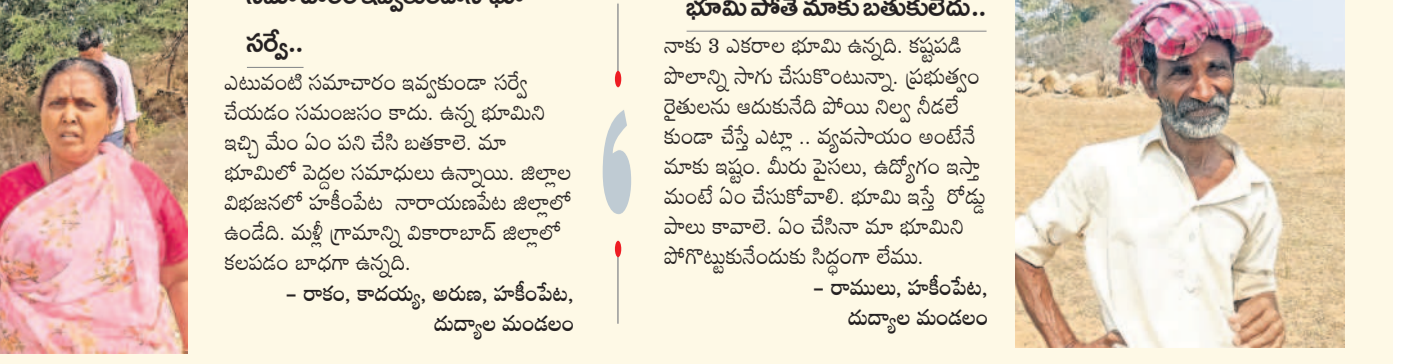 సర్వే..
ఎటువంటి సమాచారం ఇవ్వకుండా సర్వే
చేయడం సమంజసం కాదు. ఉన్న భూమిని
ఇచ్చి మేం ఏం పని చేసి బతకాలె. మా
భూమిలో పెద్దల సమాధులు ఉన్నాయి. జిల్లాల
విభజనలో హకీంపేట నారాయణపేట జిల్లాలో
ఉండేది. మళ్లీ గ్రామాన్ని వికారాబాద్ జిల్లాలో
కలపడం బాధగా ఉన్నది.
– రాకం, కాదయ్య, అరుణ, హకీంపేట,
దుద్యాల మండలం
భూమి పోతే మాకు బతుకులేదు..
నాకు 3 ఎకరాల భూమి ఉన్నది. కష్టపడి
పొలాన్ని సాగు చేసుకొంటున్నా. ప్రభుత్వం
రైతులను ఆదుకునేది పోయి నిల్వ నీడలే
కుండా చేస్తే ఎట్లా .. వ్యవసాయం అంటేనే
మాకు ఇష్టం. మీరు పైసలు, ఉద్యోగం ఇస్తా
మంటే ఏం చేసుకోవాలి. భూమి ఇస్తే రోడ్డు
పాలు కావాలె. ఏం చేసినా మా భూమిని
పోగొట్టుకునేందుకు సిద్ధంగా లేము.
– రాములు, హకీంపేట,
దుద్యాల మండలం